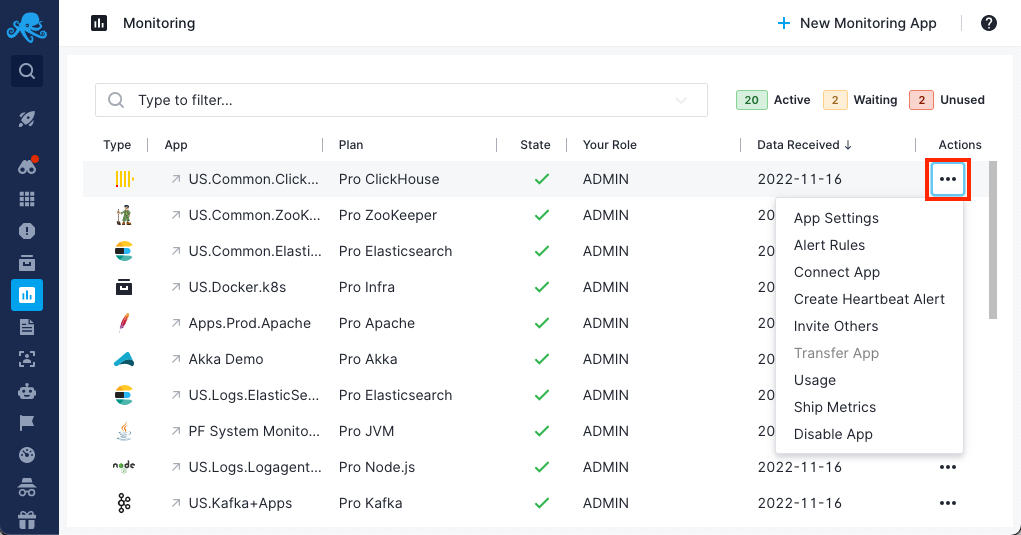 Monitoring
New Monitoring App
Type to filter...
20 Active 2 Waiting 2 Unused
Type App Plan State Your Role Data Received ↓ Actions
US.Common.Click... Pro ClickHouse ADMIN 2022-11-16
US.Common.ZooK... Pro ZooKeeper ADMIN 20
App Settings
US.Common.Elasti... Pro Elasticsearch ADMIN 20
Alert Rules
Connect App
US.Docker.k8s Pro Infra ADMIN 20
Create Heartbeat Alert
Apps.Prod.Apache Pro Apache ADMIN 20
Invite Others
Akka Demo Pro Akka ADMIN 20
Transfer App
US.Logs.ElasticSe... Pro Elasticsearch ADMIN 20
Usage
Ship Metrics
PF System Monito... Pro JVM ADMIN 20
Disable App
node US.Logs.Logagent... Pro Node.js ADMIN 2022-11-16
US.Kafka+Apps Pro Kafka ADMIN 2022-11-16